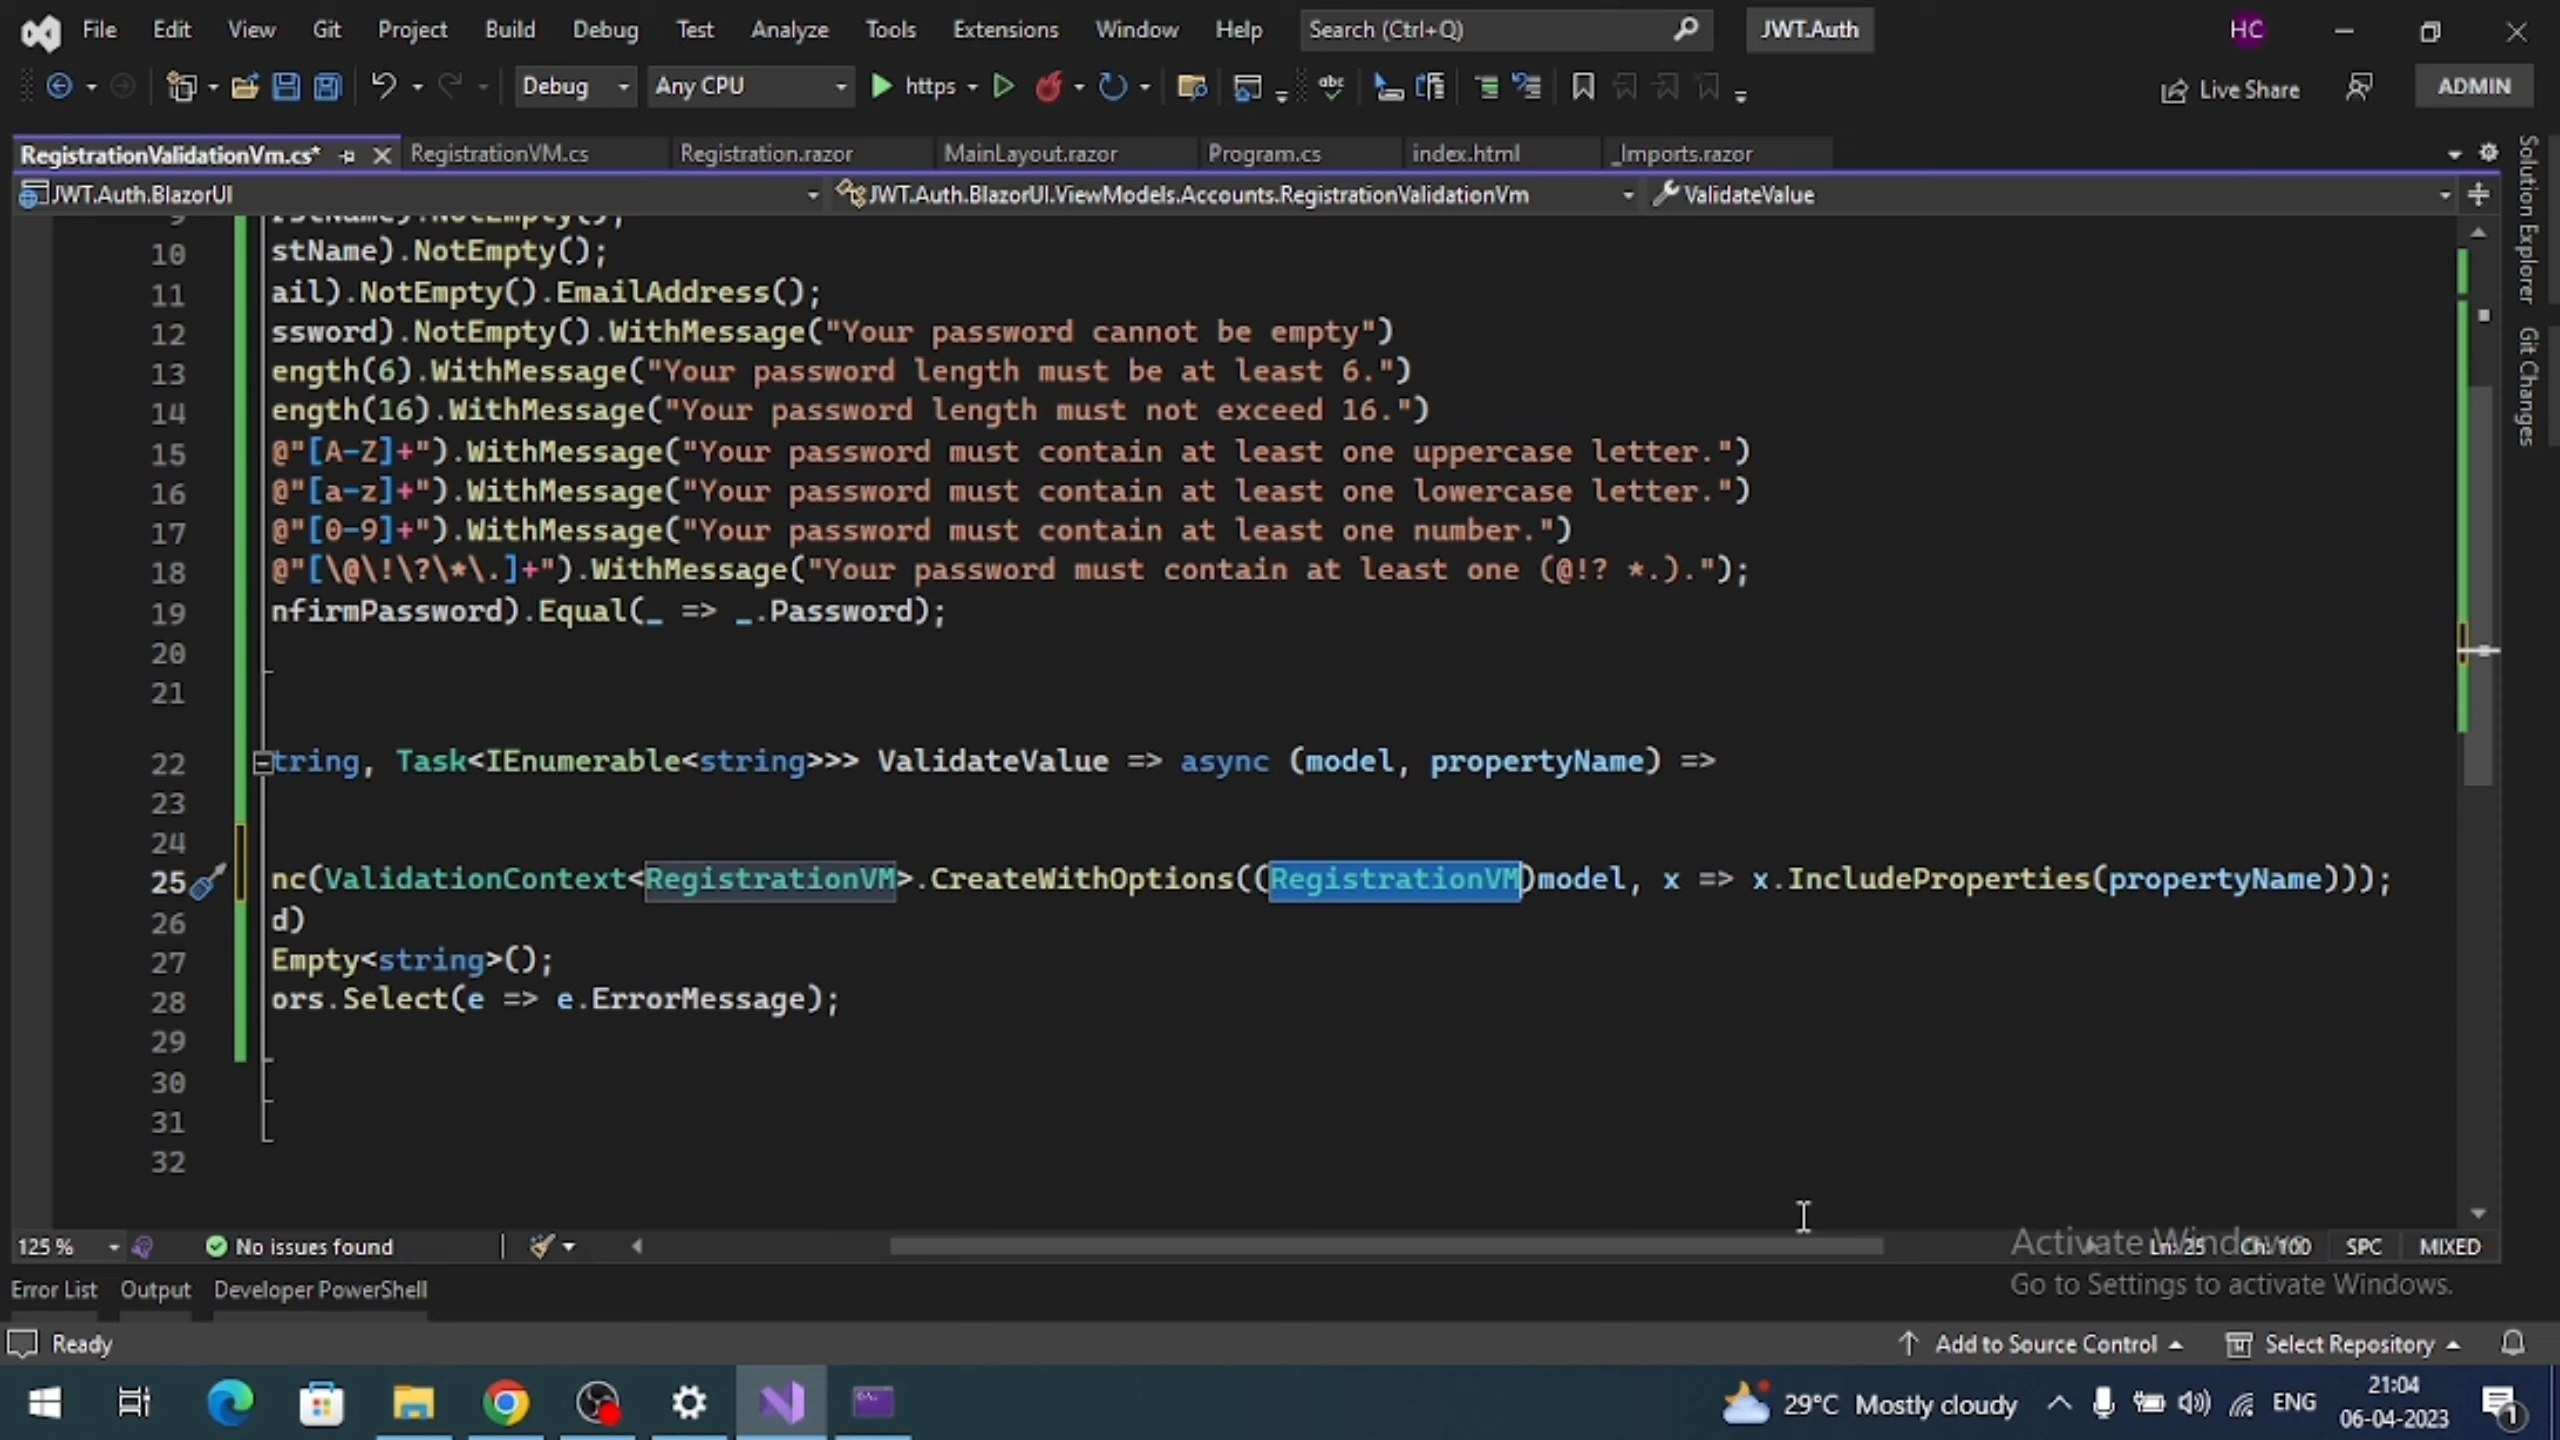 File Edit View Git Project Build Debug Test Analyze Tools Extensions Window Help Search (Ctrl+Q) JWT.Auth HC
Debug Any CPU https Live Share ADMIN
RegistrationValidationVm.cs* RegistrationVM.cs Registration.razor MainLayout.razor Program.cs index.html _Imports.razor
JWT.Auth.BlazorUI JWT.Auth.BlazorUI.ViewModels.Accounts.RegistrationValidationVm ValidateValue
Solution Explorer
Git Changes
9 rstName).NotEmpty();
10 stName).NotEmpty();
11 ail).NotEmpty().EmailAddress();
12 ssword).NotEmpty().WithMessage("Your password cannot be empty")
13 ength(6).WithMessage("Your password length must be at least 6.")
14 ength(16).WithMessage("Your password length must not exceed 16.")
15 @"[A-Z]+").WithMessage("Your password must contain at least one uppercase letter.")
16 @"[a-z]+").WithMessage("Your password must contain at least one lowercase letter.")
17 @"[0-9]+").WithMessage("Your password must contain at least one number.")
18 @"[\@\!\?\*\.]+").WithMessage("Your password must contain at least one (@!? *.).");
19 nfirmPassword).Equal(_ => _.Password);
20
21
22 tring, Task<IEnumerable<string>>> ValidateValue => async (model, propertyName) =>
23
24
25 nc(ValidationContext<RegistrationVM>.CreateWithOptions((RegistrationVM)model, x => x.IncludeProperties(propertyName)));
26 d)
27 Empty<string>();
28 ors.Select(e => e.ErrorMessage);
29
30
31
32
125 % No issues found Ln: 25 Ch: 100 SPC MIXED
Activate Windows
Go to Settings to activate Windows.
Error List Output Developer PowerShell
Ready Add to Source Control Select Repository
29°C Mostly cloudy ENG 21:04
06-04-2023 1